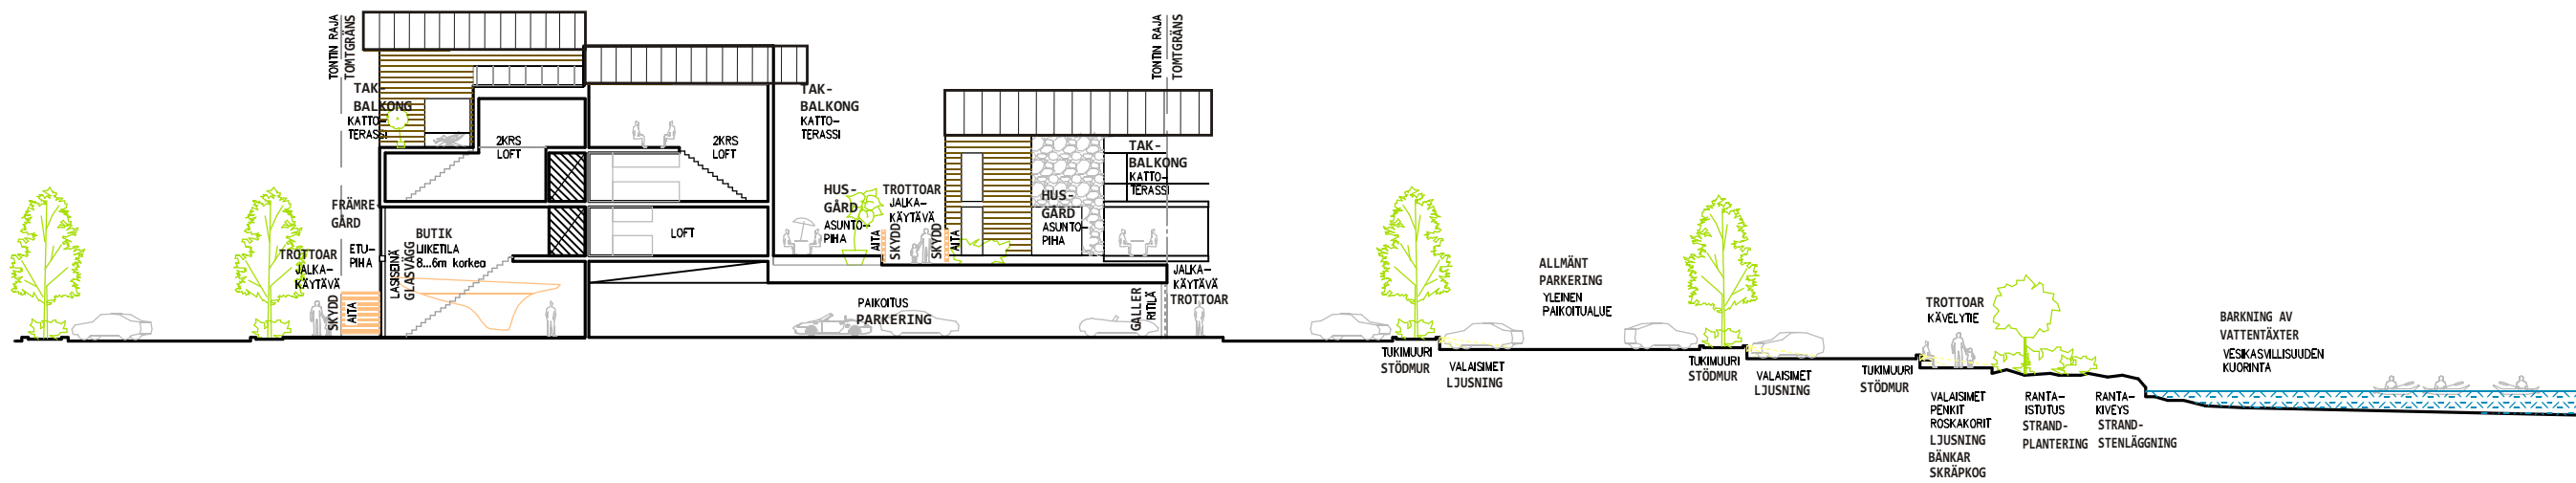 TONTIN RAJA
TOMTGRÄNS
TAK-
BALKONG
KATTO-
TERASSI
2KRS
LOFT
2KRS
LOFT
TAK-
BALKONG
KATTO-
TERASSI
TONTIN RAJA
TOMTGRÄNS
TAK-
BALKONG
KATTO-
TERASSI
FRÄMRE
GÅRD
ETU-
PIHA
TROTTOAR
JALKA-
KÄYTÄVÄ
SKYDD
AITA
LASISEINÄ
GLASVÄGG
BUTIK
LIIKETILA
8...6m korkea
LOFT
HUS-
GÅRD
ASUNTO-
PIHA
TROTTOAR
JALKA-
KÄYTÄVÄ
AITA
SKYDD
SKYDD
AITA
HUS-
GÅRD
ASUNTO-
PIHA
PAIKOITUS
PARKERING
GALLER
RITILÄ
JALKA-
KÄYTÄVÄ
TROTTOAR
ALLMÄNT
PARKERING
YLEINEN
PAIKOITUALUE
TUKIMUURI
STÖDMUR
VALAISIMET
LJUSNING
TUKIMUURI
STÖDMUR
VALAISIMET
LJUSNING
TUKIMUURI
STÖDMUR
TROTTOAR
KÄVELYTIE
VALAISIMET
PENKIT
ROSKAKORIT
LJUSNING
BÄNKAR
SKRÄPKOG
RANTA-
ISTUTUS
STRAND-
PLANTERING
RANTA-
KIVEYS
STRAND-
STENLÄGGNING
BARKNING AV
VATTENTÄXTER
VESIKASVILLISUUDEN
KUORINTA